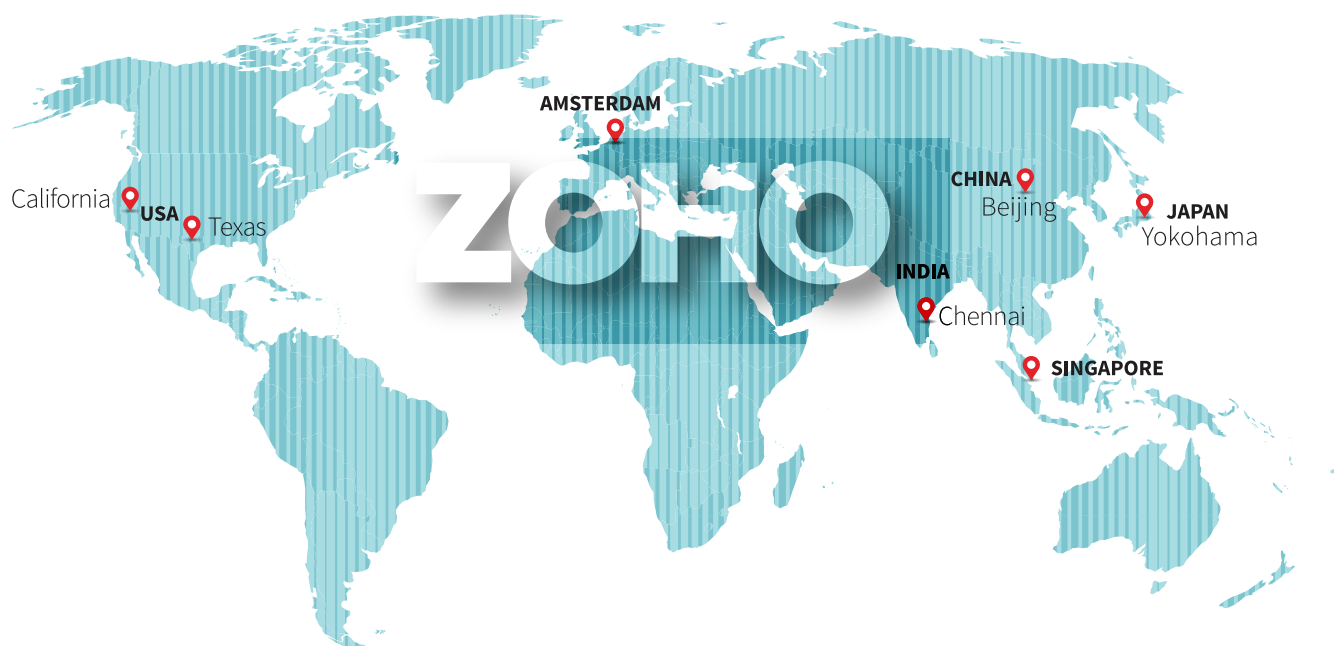 AMSTERDAM
ZOHO
California
USA
Texas
CHINA
Beijing
JAPAN
Yokohama
INDIA
Chennai
SINGAPORE